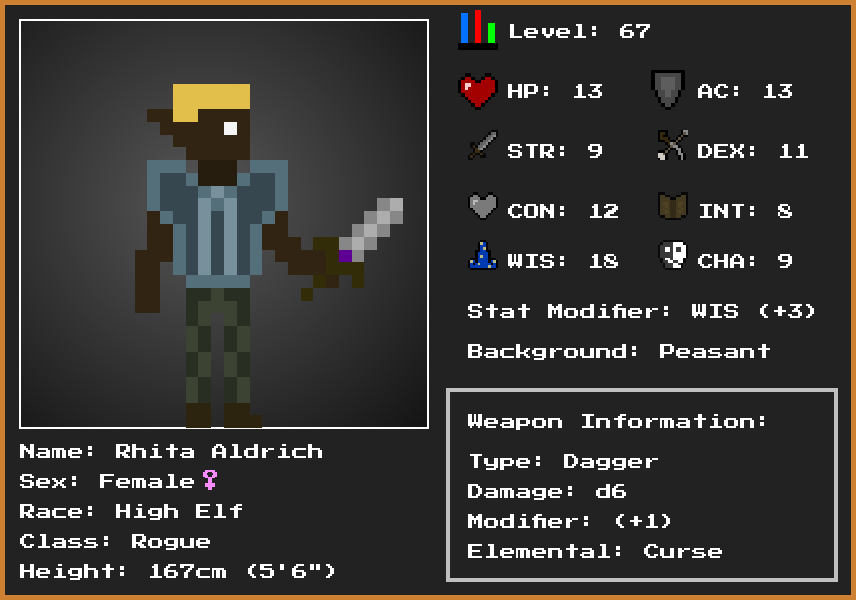 Level: 67
HP: 13
AC: 13
STR: 9
DEX: 11
CON: 12
INT: 8
WIS: 18
CHA: 9
Stat Modifier: WIS (+3)
Background: Peasant
Weapon Information:
Type: Dagger
Damage: d6
Modifier: (+1)
Elemental: Curse
Name: Rhita Aldrich
Sex: Female♀
Race: High Elf
Class: Rogue
Height: 167cm (5'6")